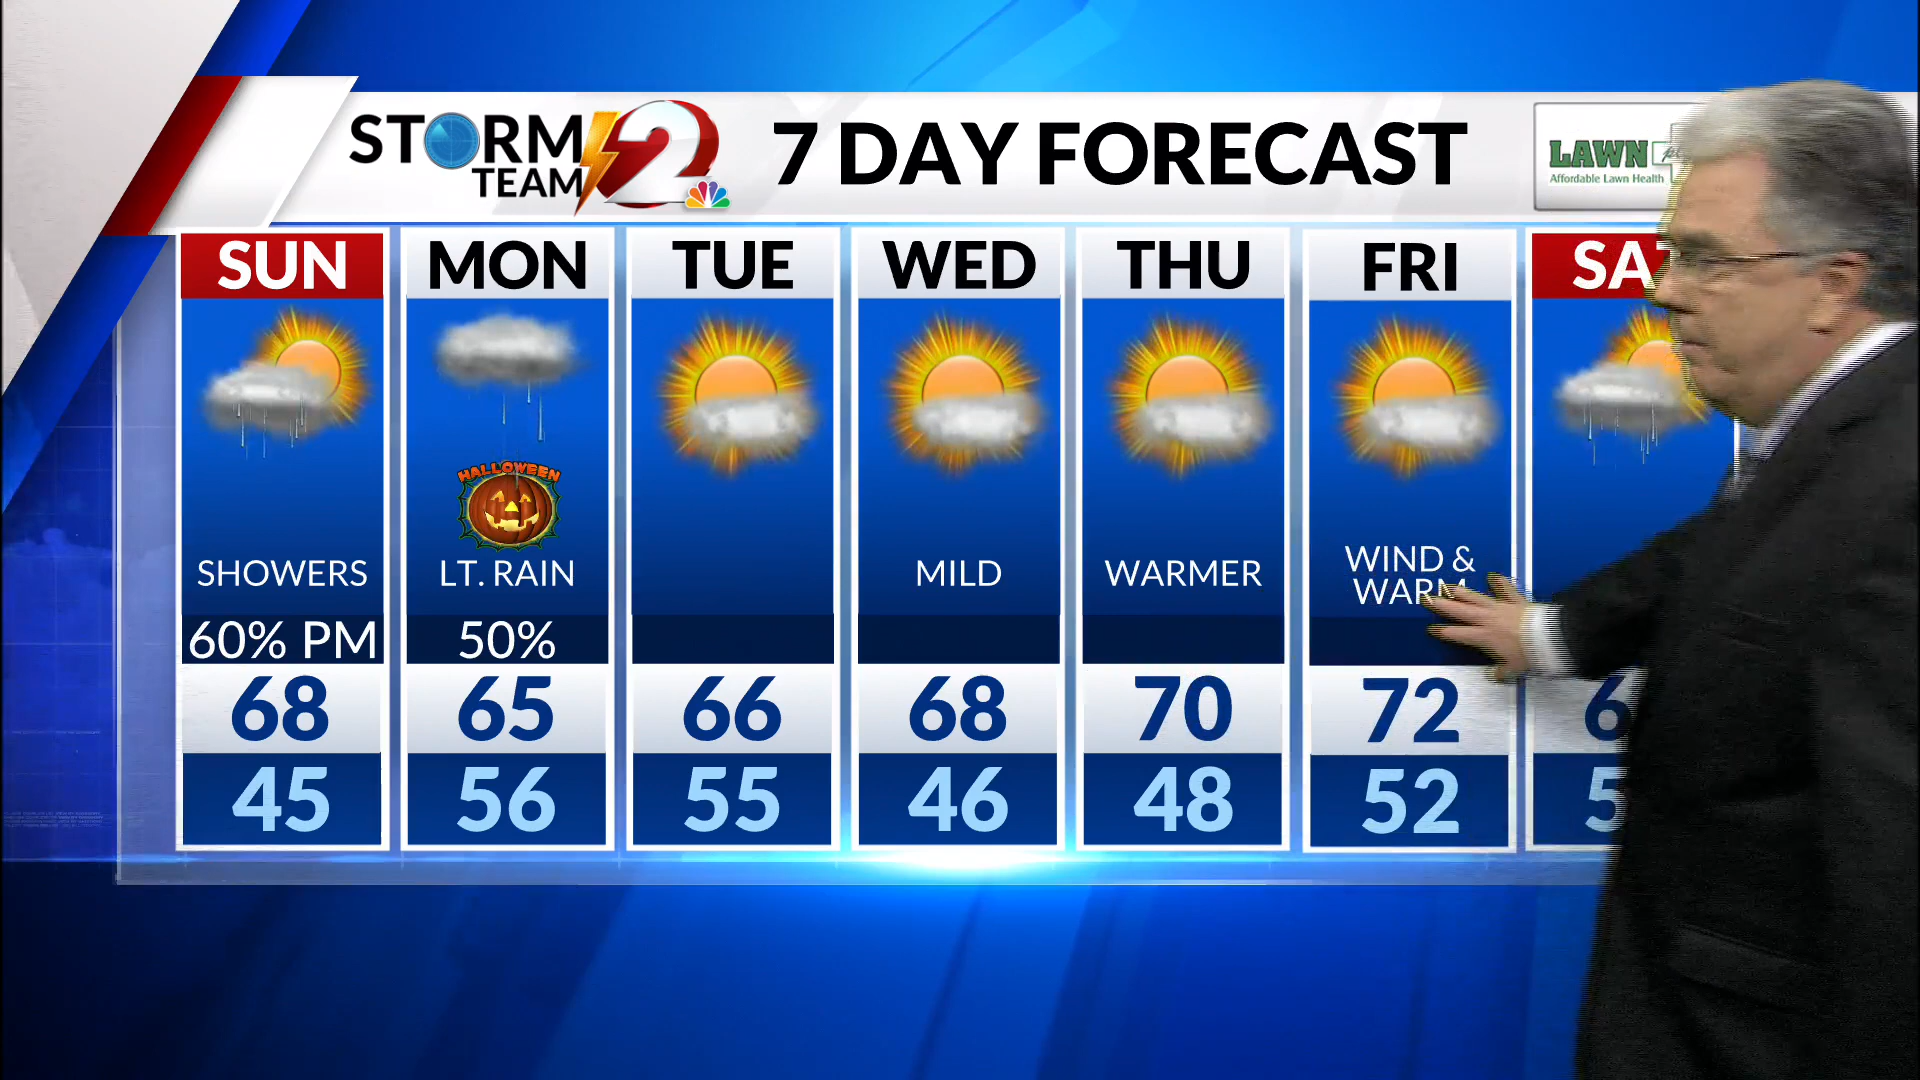 STORM
TEAM
2
7 DAY FORECAST
LAWN
Affordable Lawn Health
SUN
MON
TUE
WED
THU
FRI
HALLOWEEN
SHOWERS
LT. RAIN
MILD
WARMER
WIND &
WARM
60% PM
50%
68
65
66
68
70
72
45
56
55
46
48
52